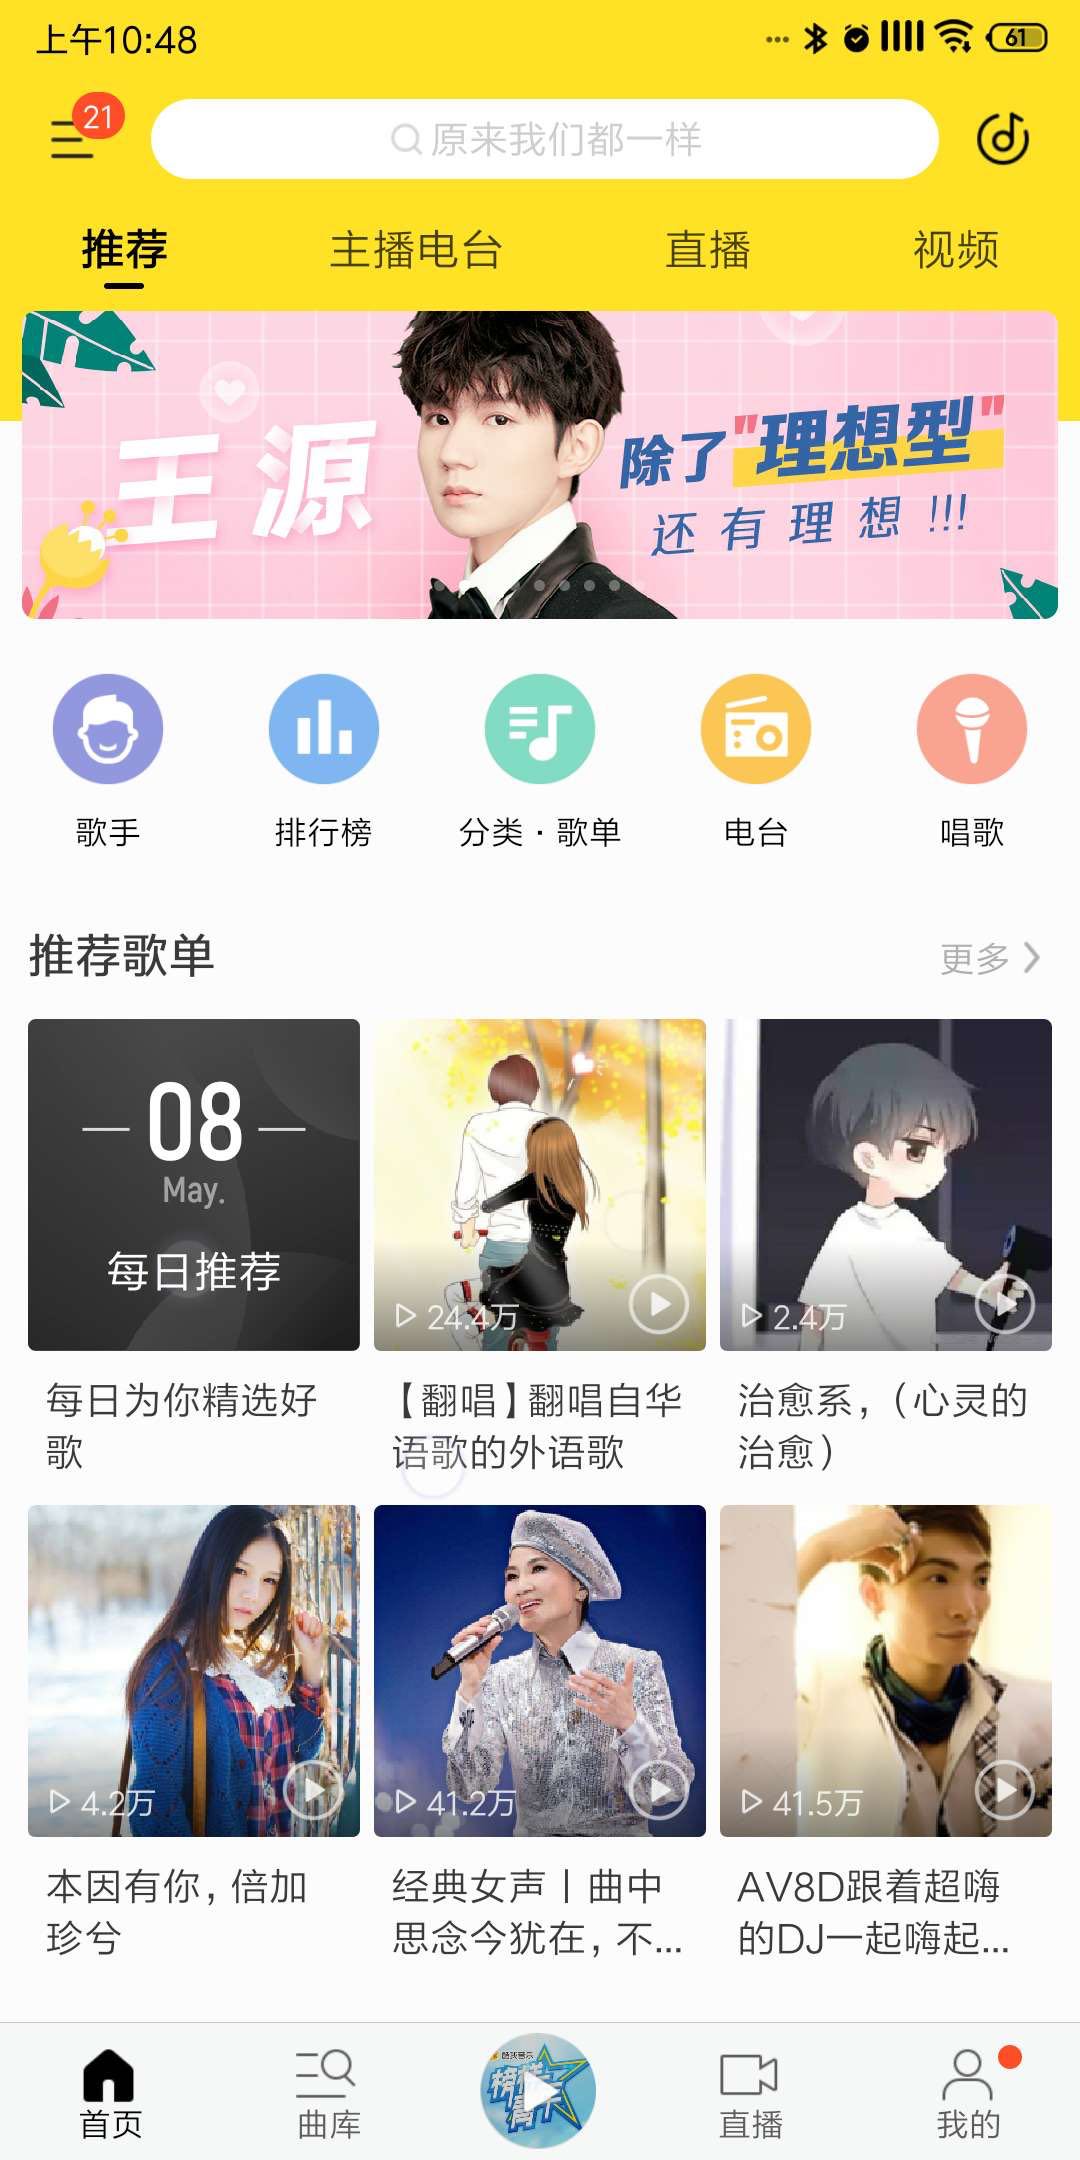 上午10:48
61
21
原来我们都一样
推荐
主播电台
直播
视频
王源
除了"理想型"
还有理想!!!
歌手
排行榜
分类·歌单
电台
唱歌
推荐歌单
更多
08
May.
每日推荐
24.4万
2.4万
每日为你精选好
歌
【翻唱】翻唱自华
语歌的外语歌
治愈系,（心灵的
治愈）
4.2万
41.2万
41.5万
本因有你,倍加
珍兮
经典女声丨曲中
思念今犹在,不...
AV8D跟着超嗨
的DJ一起嗨起...
首页
曲库
直播
我的